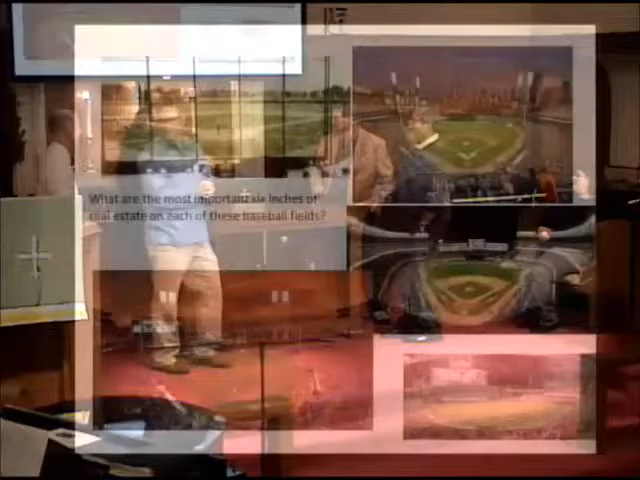 What are the most important six inches of
real estate on each of these baseball fields?